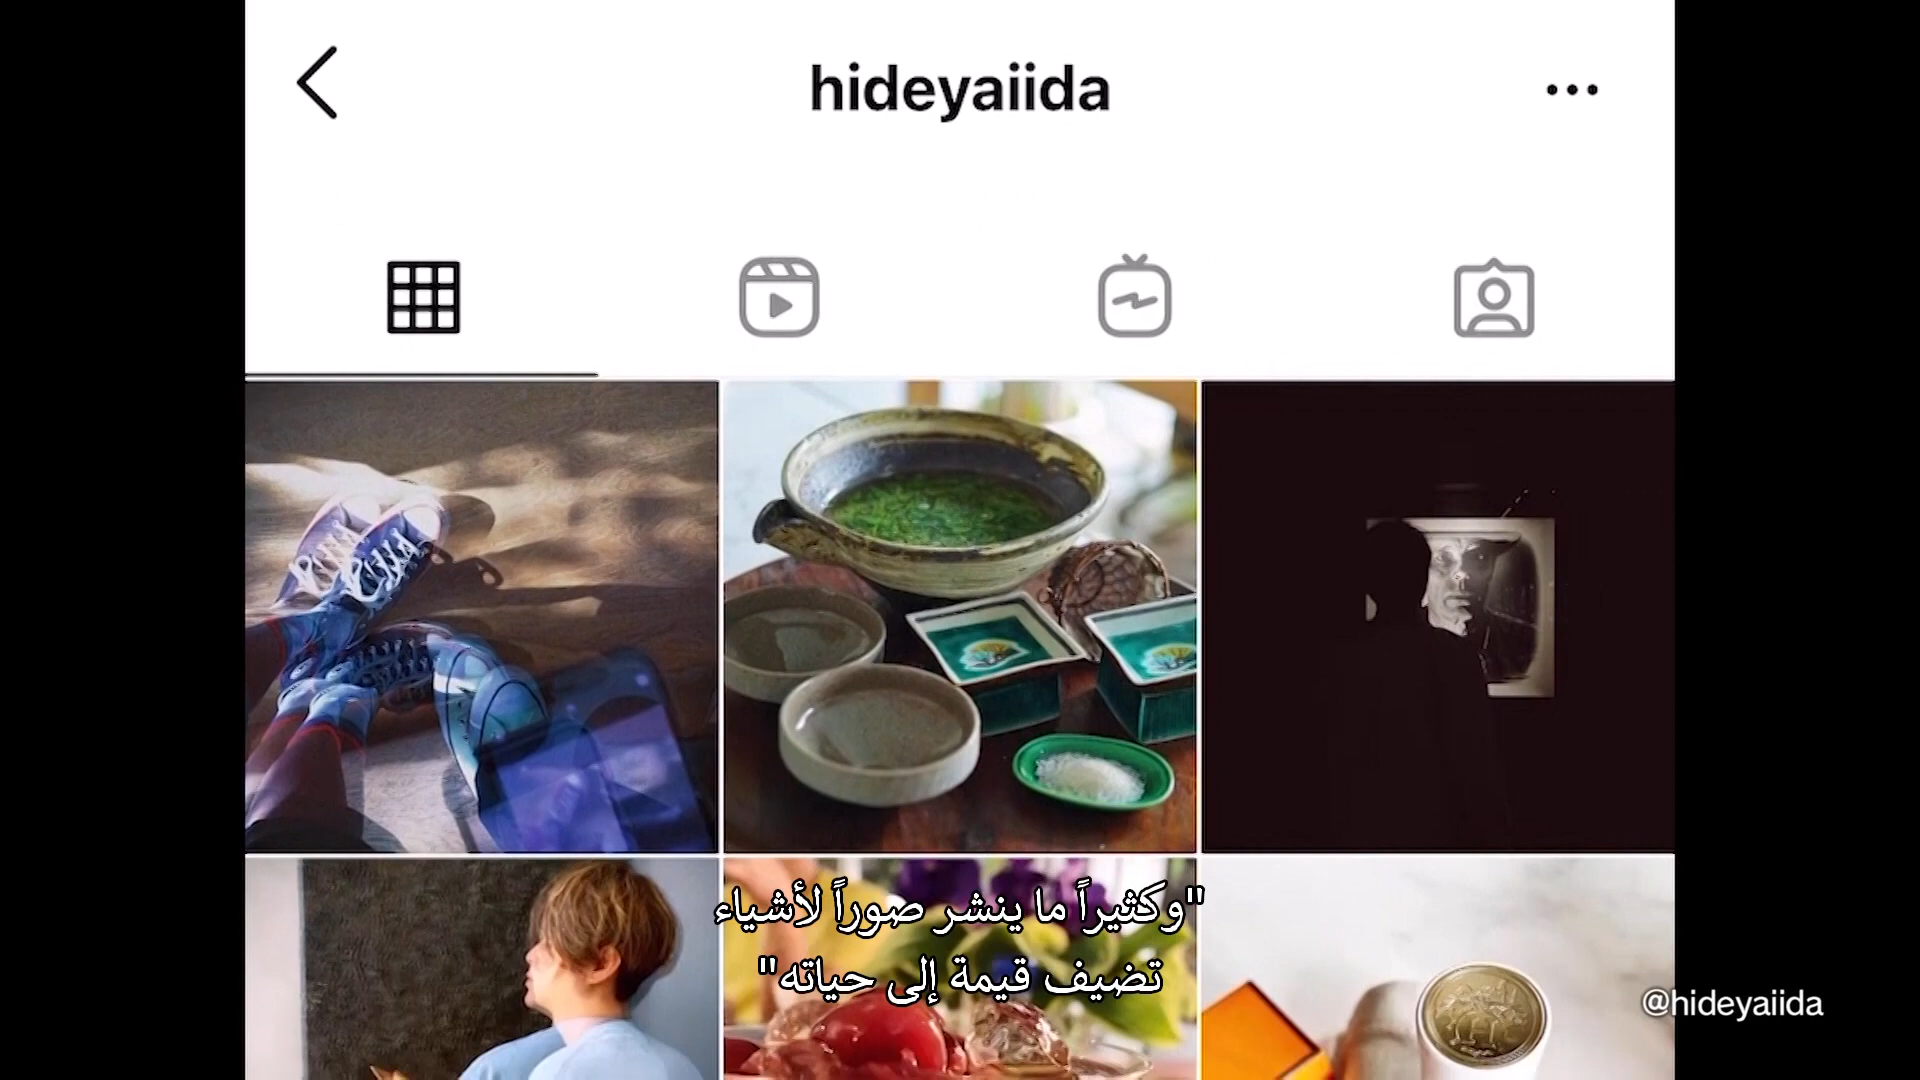 hideyaiida
"وكثيراً ما ينشر صوراً لأشياء
تضيف قيمة إلى حياته"
@hideyaiida